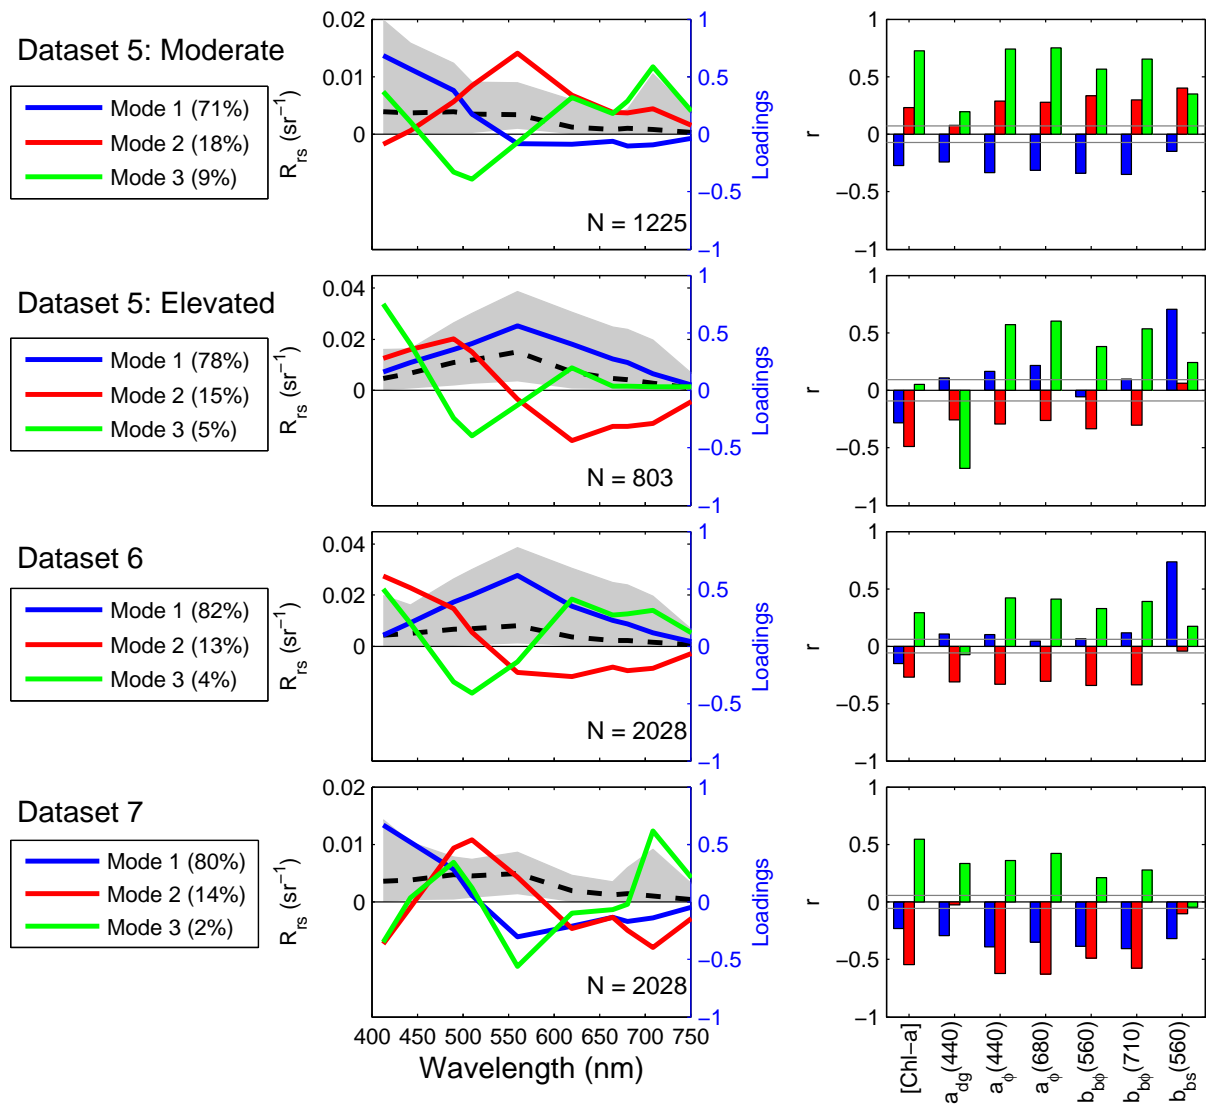 Dataset 5: Moderate
Mode 1 (71%)
Mode 2 (18%)
Mode 3 (9%)
0.02
0.01
0
R_rs (sr^−1)
1
0.5
0
−0.5
−1
Loadings
N = 1225
1
0.5
0
−0.5
−1
r
Dataset 5: Elevated
Mode 1 (78%)
Mode 2 (15%)
Mode 3 (5%)
0.04
0.02
0
R_rs (sr^−1)
1
0.5
0
−0.5
−1
Loadings
N = 803
1
0.5
0
−0.5
−1
r
Dataset 6
Mode 1 (82%)
Mode 2 (13%)
Mode 3 (4%)
0.04
0.02
0
R_rs (sr^−1)
1
0.5
0
−0.5
−1
Loadings
N = 2028
1
0.5
0
−0.5
−1
r
Dataset 7
Mode 1 (80%)
Mode 2 (14%)
Mode 3 (2%)
0.02
0.01
0
R_rs (sr^−1)
1
0.5
0
−0.5
−1
Loadings
N = 2028
400 450 500 550 600 650 700 750
Wavelength (nm)
1
0.5
0
−0.5
−1
r
[Chl−a]
a_dg(440)
a_ϕ(440)
a_ϕ(680)
b_bϕ(560)
b_bϕ(710)
b_bs(560)